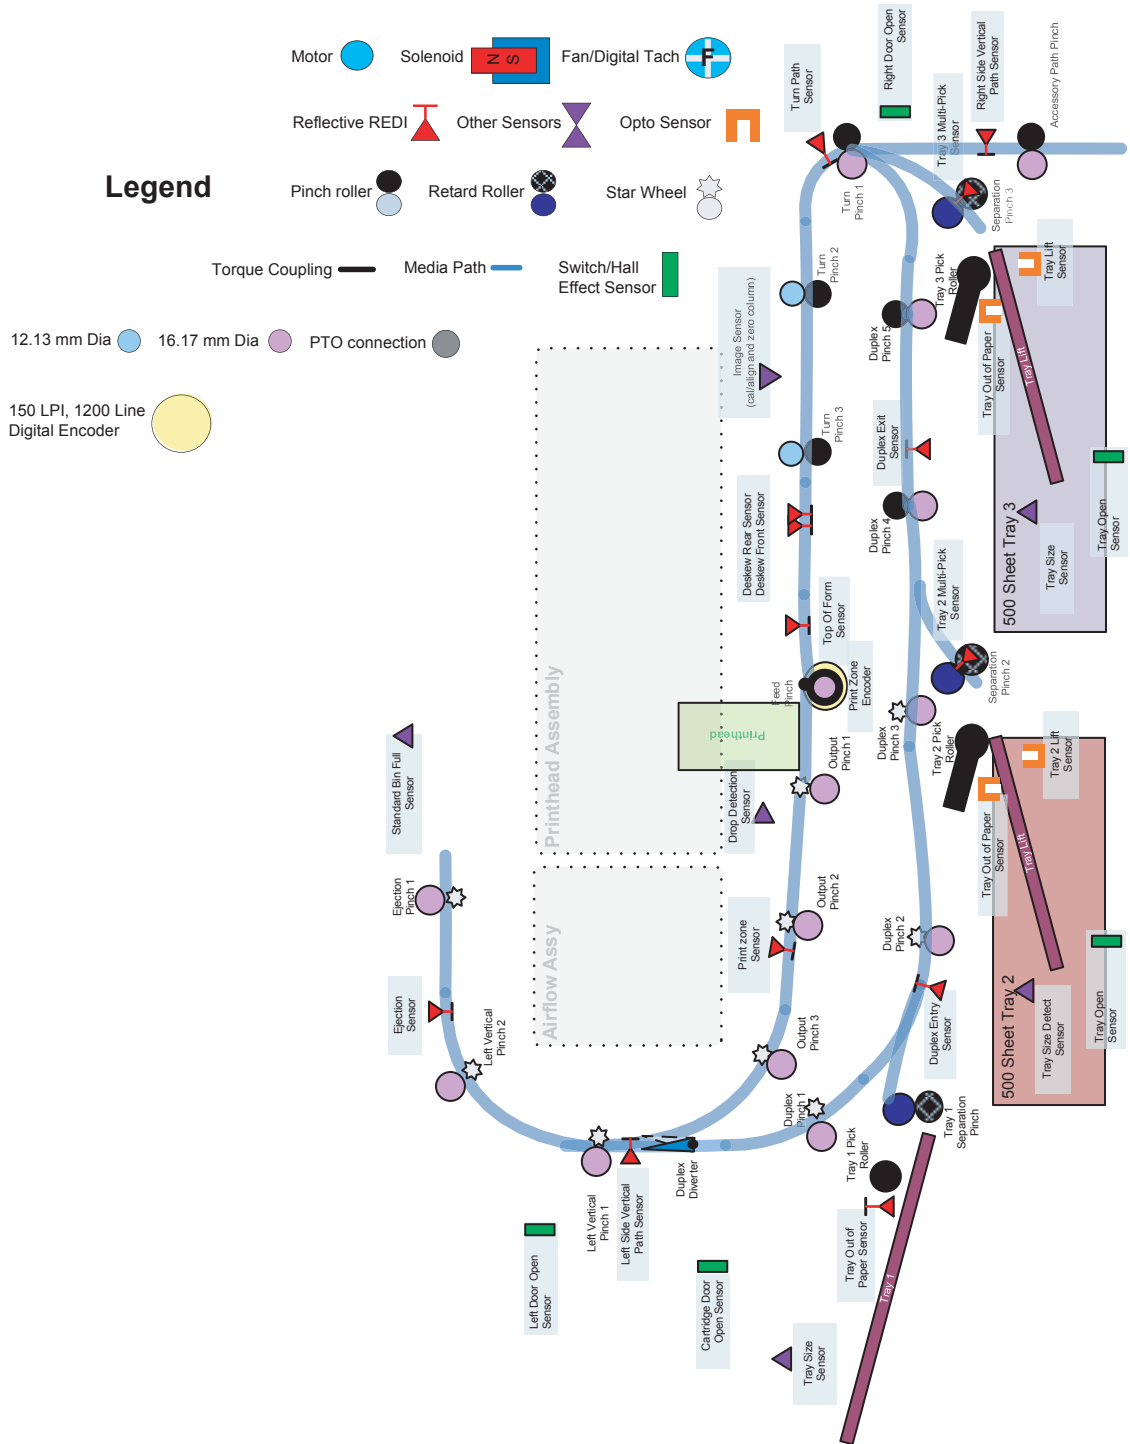 Motor
Solenoid
N
S
Fan/Digital Tach
F
Reflective REDI
Other Sensors
Opto Sensor
Legend
Pinch roller
Retard Roller
Star Wheel
Torque Coupling
Media Path
Switch/Hall
Effect Sensor
12.13 mm Dia
16.17 mm Dia
PTO connection
150 LPI, 1200 Line
Digital Encoder
Turn Path
Sensor
Right Door Open
Sensor
Tray 3 Multi-Pick
Sensor
Right Side Vertical
Path Sensor
Accessory Path Pinch
Turn
Pinch 1
Separation
Pinch 3
Turn
Pinch 2
Tray 3 Pick
Roller
Tray Lift
Sensor
Image Sensor
(cal/align and zero column)
Duplex
Pinch 5
Tray Out of Paper
Sensor
Tray Lift
Turn
Pinch 3
Duplex Exit
Sensor
Deskew Rear Sensor
Deskew Front Sensor
Duplex
Pinch 4
500 Sheet Tray 3
Tray Size
Sensor
Tray Open
Sensor
Top Of Form
Sensor
Tray 2 Multi-Pick
Sensor
Separation
Pinch 2
Feed
Pinch
Print Zone
Encoder
Printhead Assembly
Printhead
Output
Pinch 1
Duplex
Pinch 3
Tray 2 Pick
Roller
Tray 2 Lift
Sensor
Standard Bin Full
Sensor
Drop Detection
Sensor
Tray Out of Paper
Sensor
Tray Lift
Ejection
Pinch 1
Output
Pinch 2
Duplex
Pinch 2
Airflow Assy
Print zone
Sensor
Ejection
Sensor
Left Vertical
Pinch 2
Output
Pinch 3
Duplex Entry
Sensor
500 Sheet Tray 2
Tray Size Detect
Sensor
Tray Open
Sensor
Duplex
Pinch 1
Tray 1
Separation
Pinch
Tray 1 Pick
Roller
Duplex
Diverter
Left Vertical
Pinch 1
Left Side Vertical
Path Sensor
Tray Out of
Paper Sensor
Left Door Open
Sensor
Cartridge Door
Open Sensor
Tray 1
Tray Size
Sensor